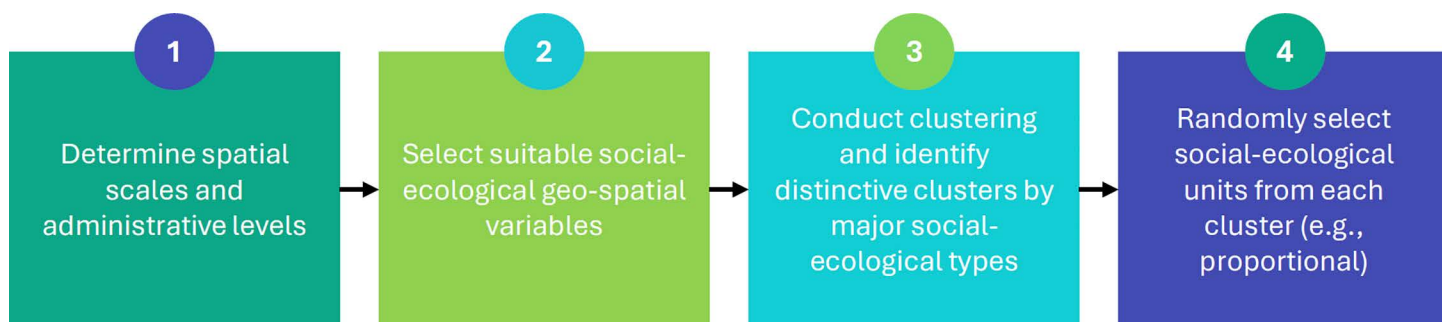 1
Determine spatial
scales and
administrative levels
2
Select suitable social-
ecological geo-spatial
variables
3
Conduct clustering
and identify
distinctive clusters by
major social-
ecological types
4
Randomly select
social-ecological
units from each
cluster (e.g.,
proportional)